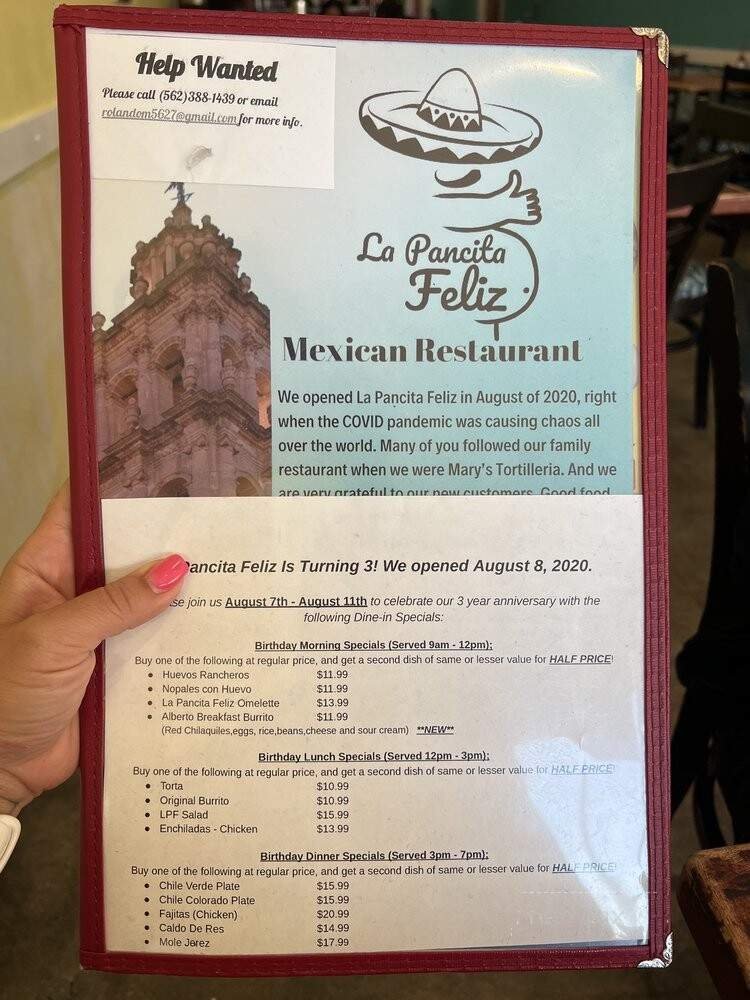 Help Wanted
Please call (562)388-1439 or email
rolandom5627@gmail.com for more info.
La Pancita
Feliz
Mexican Restaurant
We opened La Pancita Feliz in August of 2020, right
when the COVID pandemic was causing chaos all
over the world. Many of you followed our family
restaurant when we were Mary's Tortilleria. And we
are very grateful to our new customers. Good food
Pancita Feliz Is Turning 3! We opened August 8, 2020.
join us August 7th - August 11th to celebrate our 3 year anniversary with the
following Dine-in Specials:
Birthday Morning Specials (Served 9am - 12pm):
Buy one of the following at regular price, and get a second dish of same or lesser value for HALF PRICE!
• Huevos Rancheros $11.99
• Nopales con Huevo $11.99
• La Pancita Feliz Omelette $13.99
• Alberto Breakfast Burrito $11.99
(Red Chilaquiles,eggs, rice,beans,cheese and sour cream) **NEW**
Birthday Lunch Specials (Served 12pm - 3pm):
Buy one of the following at regular price, and get a second dish of same or lesser value for HALF PRICE!
• Torta $10.99
• Original Burrito $10.99
• LPF Salad $15.99
• Enchiladas - Chicken $13.99
Birthday Dinner Specials (Served 3pm - 7pm):
Buy one of the following at regular price, and get a second dish of same or lesser value for HALF PRICE!
• Chile Verde Plate $15.99
• Chile Colorado Plate $15.99
• Fajitas (Chicken) $20.99
• Caldo De Res $14.99
• Mole Jerez $17.99